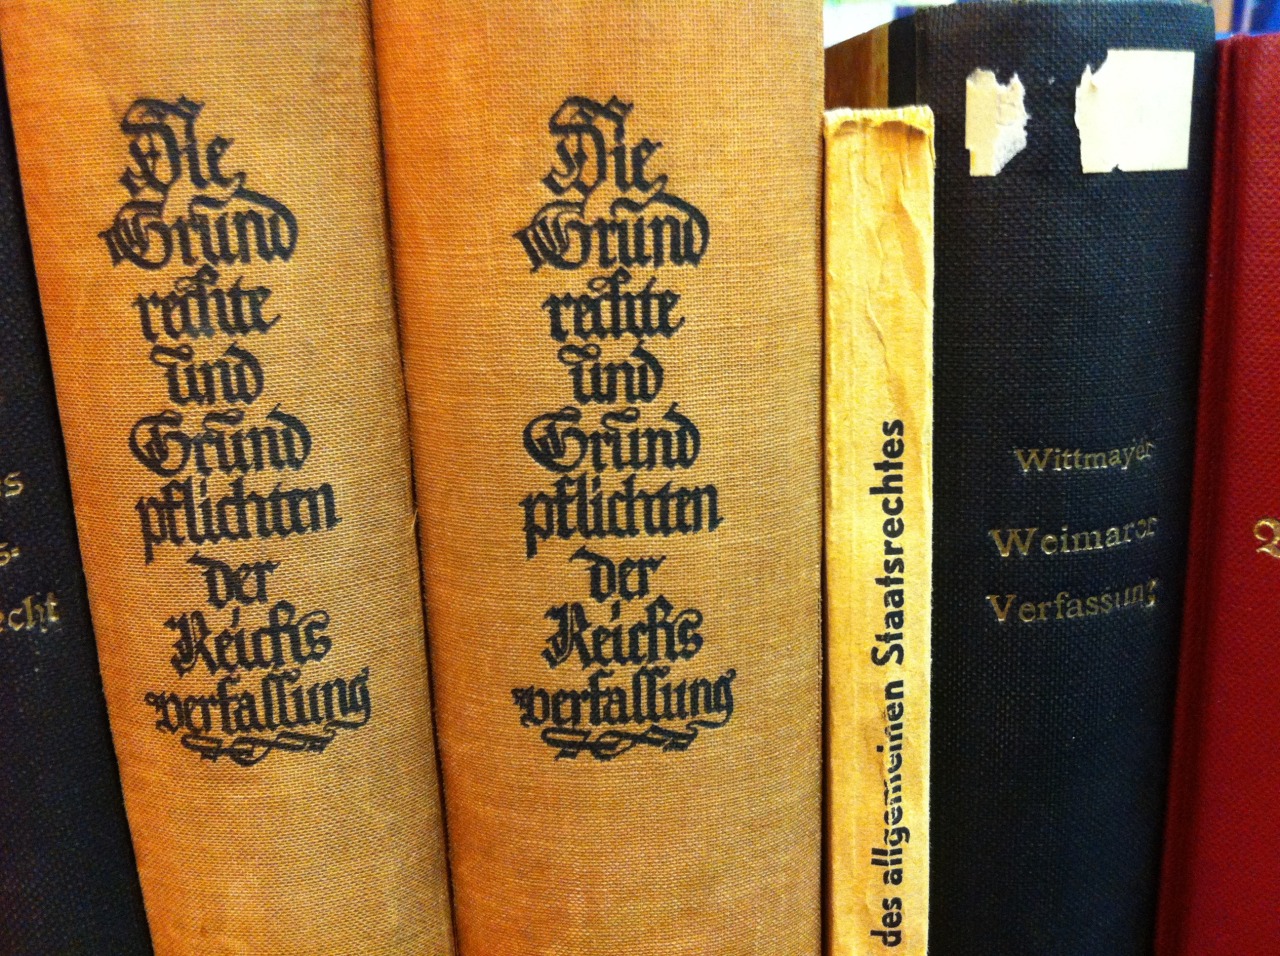 Die
Grund
rechte
und
Grund
pflichten
der
Reichs
verfassung
Die
Grund
rechte
und
Grund
pflichten
der
Reichs
verfassung
des allgemeinen Staatsrechtes
Wittmayer
Weimarer
Verfassung